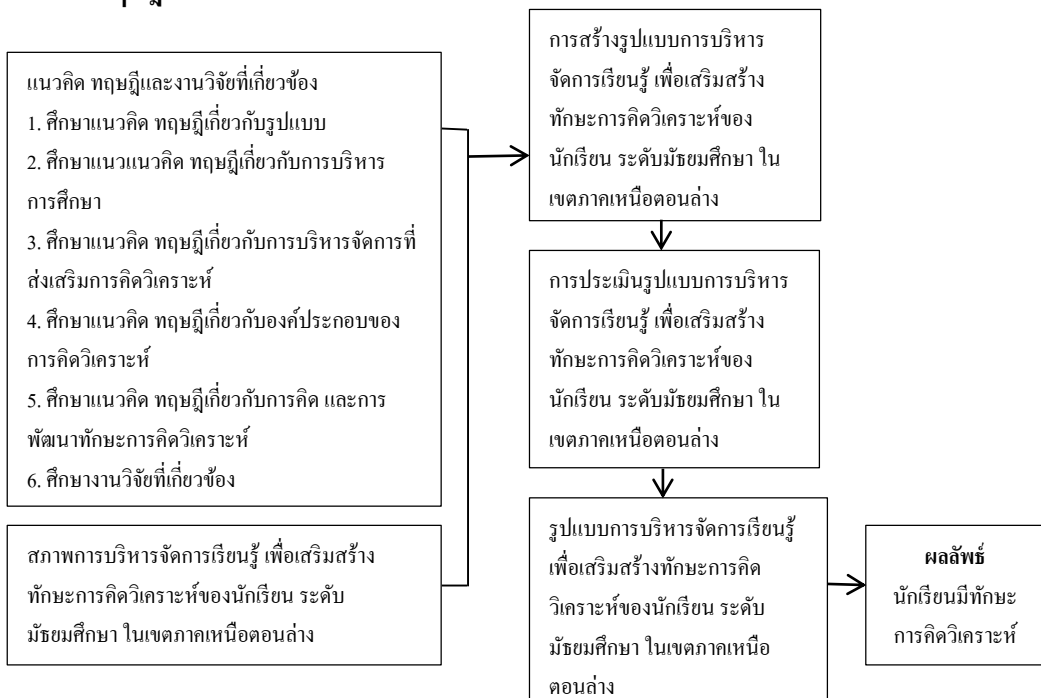 แนวคิด ทฤษฎีและงานวิจัยที่เกี่ยวข้อง
1. ศึกษาแนวคิด ทฤษฎีเกี่ยวกับรูปแบบ
2. ศึกษาแนวแนวคิด ทฤษฎีเกี่ยวกับการบริหาร
การศึกษา
3. ศึกษาแนวคิด ทฤษฎีเกี่ยวกับการบริหารจัดการที่
ส่งเสริมการคิดวิเคราะห์
4. ศึกษาแนวคิด ทฤษฎีเกี่ยวกับองค์ประกอบของ
การคิดวิเคราะห์
5. ศึกษาแนวคิด ทฤษฎีเกี่ยวกับการคิด และการ
พัฒนาทักษะการคิดวิเคราะห์
6. ศึกษางานวิจัยที่เกี่ยวข้อง
สภาพการบริหารจัดการเรียนรู้ เพื่อเสริมสร้าง
ทักษะการคิดวิเคราะห์ของนักเรียน ระดับ
มัธยมศึกษา ในเขตภาคเหนือตอนล่าง
การสร้างรูปแบบการบริหาร
จัดการเรียนรู้ เพื่อเสริมสร้าง
ทักษะการคิดวิเคราะห์ของ
นักเรียน ระดับมัธยมศึกษา ใน
เขตภาคเหนือตอนล่าง
การประเมินรูปแบบการบริหาร
จัดการเรียนรู้ เพื่อเสริมสร้าง
ทักษะการคิดวิเคราะห์ของ
นักเรียน ระดับมัธยมศึกษา ใน
เขตภาคเหนือตอนล่าง
รูปแบบการบริหารจัดการเรียนรู้
เพื่อเสริมสร้างทักษะการคิด
วิเคราะห์ของนักเรียน ระดับ
มัธยมศึกษา ในเขตภาคเหนือ
ตอนล่าง
ผลลัพธ์
นักเรียนมีทักษะ
การคิดวิเคราะห์